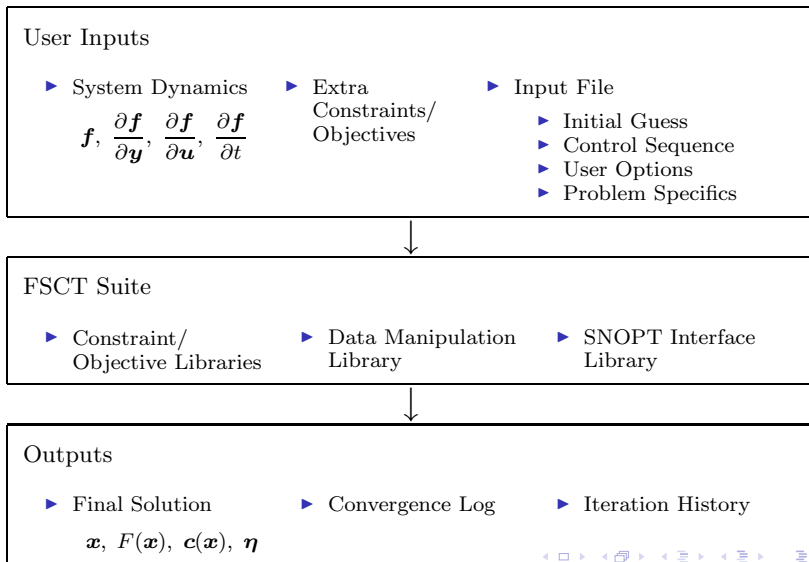 User Inputs
System Dynamics
f, ∂f/∂y, ∂f/∂u, ∂f/∂t
Extra
Constraints/
Objectives
Input File
Initial Guess
Control Sequence
User Options
Problem Specifics
FSCT Suite
Constraint/
Objective Libraries
Data Manipulation
Library
SNOPT Interface
Library
Outputs
Final Solution
x, F(x), c(x), η
Convergence Log
Iteration History